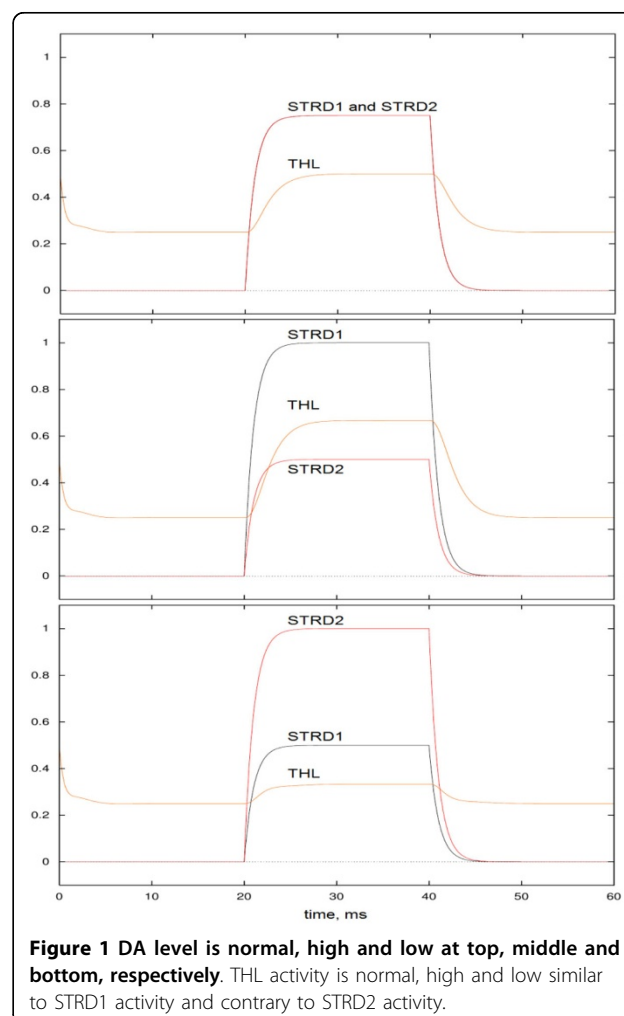 1
0.8
0.6
0.4
0.2
0
STRD1 and STRD2
THL
1
0.8
0.6
0.4
0.2
0
STRD1
THL
STRD2
1
0.8
0.6
0.4
0.2
0
STRD2
STRD1
THL
0 10 20 30 40 50 60
time, ms
Figure 1 DA level is normal, high and low at top, middle and
bottom, respectively. THL activity is normal, high and low similar
to STRD1 activity and contrary to STRD2 activity.